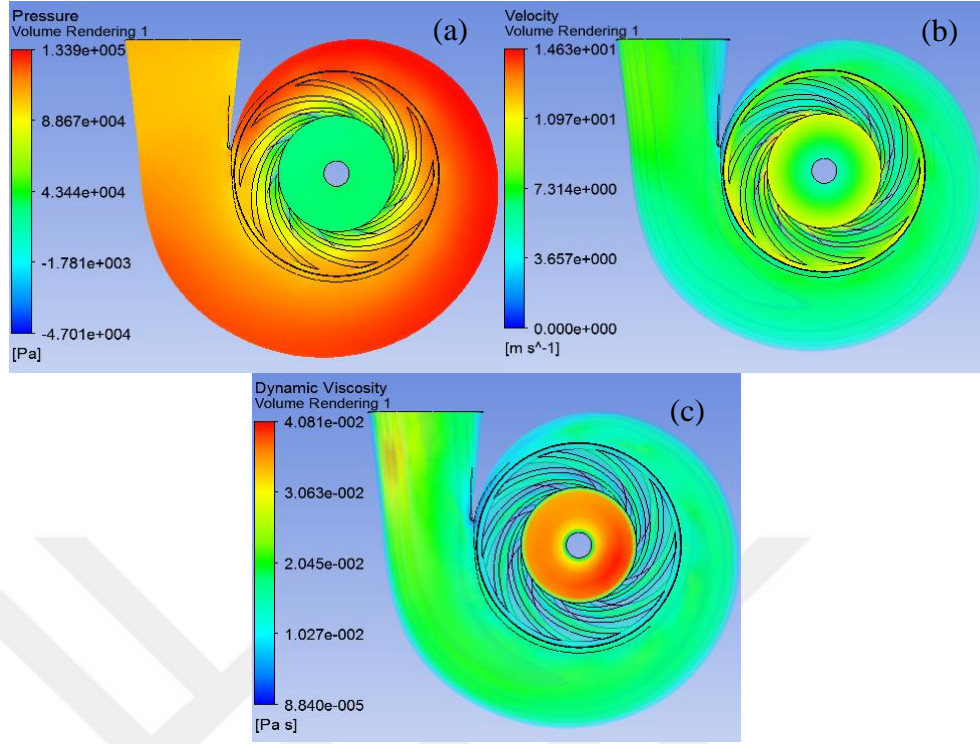 Pressure
Volume Rendering 1
(a)
1.339e+005
8.867e+004
4.344e+004
-1.781e+003
-4.701e+004
[Pa]
Velocity
Volume Rendering 1
(b)
1.463e+001
1.097e+001
7.314e+000
3.657e+000
0.000e+000
[m s^-1]
Dynamic Viscosity
Volume Rendering 1
(c)
4.081e-002
3.063e-002
2.045e-002
1.027e-002
8.840e-005
[Pa s]